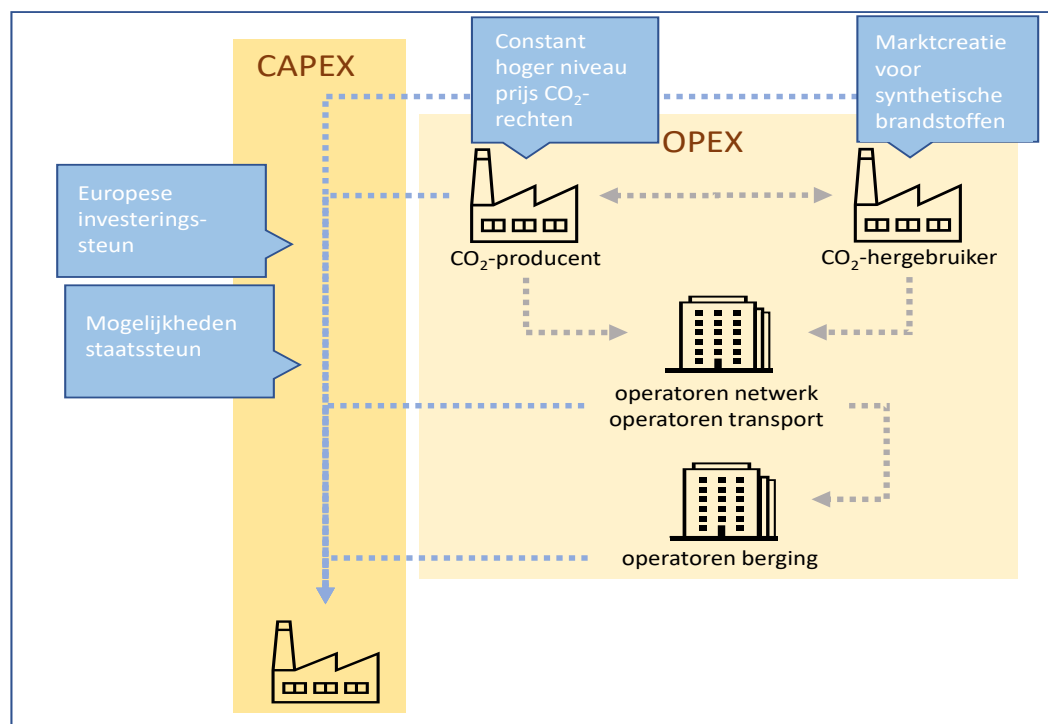 CAPEX
Constant
hoger niveau
prijs CO₂-
rechten
Marktcreatie
voor
synthetische
brandstoffen
OPEX
Europese
investerings-
steun
Mogelijkheden
staatssteun
CO₂-producent
CO₂-hergebruiker
operatoren netwerk
operatoren transport
operatoren berging